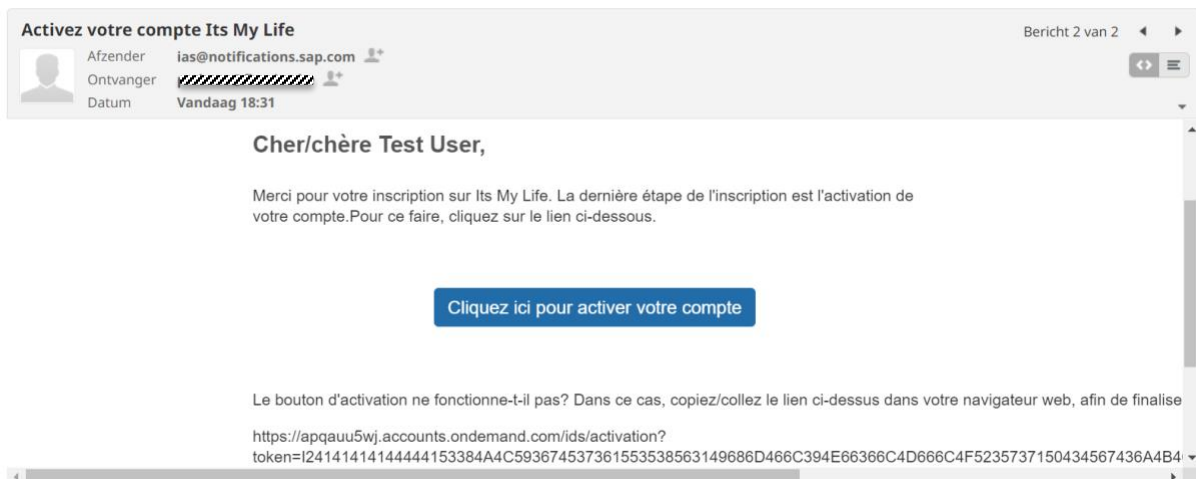 Activez votre compte Its My Life
Bericht 2 van 2
Afzender ias@notifications.sap.com
Ontvanger
Datum Vandaag 18:31
Cher/chère Test User,
Merci pour votre inscription sur Its My Life. La dernière étape de l'inscription est l'activation de
votre compte.Pour ce faire, cliquez sur le lien ci-dessous.
Cliquez ici pour activer votre compte
Le bouton d'activation ne fonctionne-t-il pas? Dans ce cas, copiez/collez le lien ci-dessus dans votre navigateur web, afin de finalise
https://apqauu5wj.accounts.ondemand.com/ids/activation?